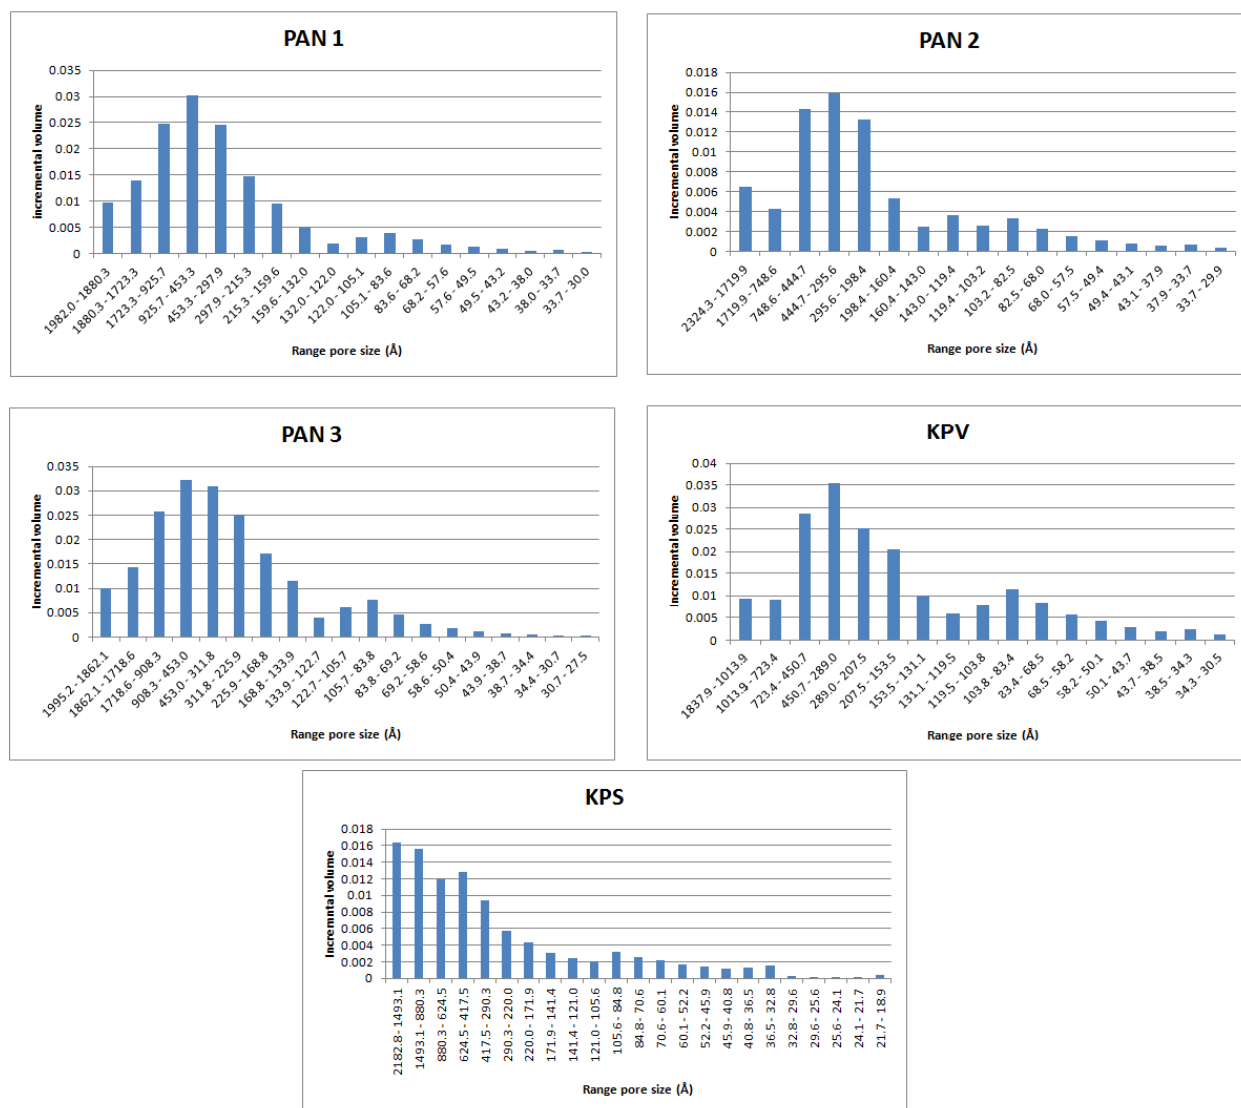 PAN 1
0.035
0.03
0.025
0.02
0.015
0.01
0.005
0
incremental volume
1982.0 - 1880.3
1880.3 - 1723.3
1723.3 - 925.7
925.7 - 453.3
453.3 - 297.9
297.9 - 215.3
215.3 - 159.6
159.6 - 132.0
132.0 - 122.0
122.0 - 105.1
105.1 - 83.6
83.6 - 68.2
68.2 - 57.6
57.6 - 49.5
49.5 - 43.2
43.2 - 38.0
38.0 - 33.7
33.7 - 30.0
Range pore size (Å)
PAN 2
0.018
0.016
0.014
0.012
0.01
0.008
0.006
0.004
0.002
0
Incremental volume
2324.3 - 1719.9
1719.9 - 748.6
748.6 - 444.7
444.7 - 295.6
295.6 - 198.4
198.4 - 160.4
160.4 - 143.0
143.0 - 119.4
119.4 - 103.2
103.2 - 82.5
82.5 - 68.0
68.0 - 57.5
57.5 - 49.4
49.4 - 43.1
43.1 - 37.9
37.9 - 33.7
33.7 - 29.9
Range pore size (Å)
PAN 3
0.035
0.03
0.025
0.02
0.015
0.01
0.005
0
Incremental volume
1995.2 - 1862.1
1862.1 - 1718.6
1718.6 - 908.3
908.3 - 453.0
453.0 - 311.8
311.8 - 225.9
225.9 - 168.8
168.8 - 133.9
133.9 - 122.7
122.7 - 105.7
105.7 - 83.8
83.8 - 69.2
69.2 - 58.6
58.6 - 50.4
50.4 - 43.9
43.9 - 38.7
38.7 - 34.4
34.4 - 30.7
30.7 - 27.5
Range pore size (Å)
KPV
0.04
0.035
0.03
0.025
0.02
0.015
0.01
0.005
0
Incremental volume
1837.9 - 1013.9
1013.9 - 723.4
723.4 - 450.7
450.7 - 289.0
289.0 - 207.5
207.5 - 153.5
153.5 - 131.1
131.1 - 119.5
119.5 - 103.8
103.8 - 83.4
83.4 - 68.5
68.5 - 58.2
58.2 - 50.1
50.1 - 43.7
43.7 - 38.5
38.5 - 34.3
34.3 - 30.5
Range pore size (Å)
KPS
0.018
0.016
0.014
0.012
0.01
0.008
0.006
0.004
0.002
0
Incremntal volume
2182.8 - 1493.1
1493.1 - 880.3
880.3 - 624.5
624.5 - 417.5
417.5 - 290.3
290.3 - 220.0
220.0 - 171.9
171.9 - 141.4
141.4 - 121.0
121.0 - 105.6
105.6 - 84.8
84.8 - 70.6
70.6 - 60.1
60.1 - 52.2
52.2 - 45.9
45.9 - 40.8
40.8 - 36.5
36.5 - 32.8
32.8 - 29.6
29.6 - 25.6
25.6 - 24.1
24.1 - 21.7
21.7 - 18.9
Range pore size (Å)